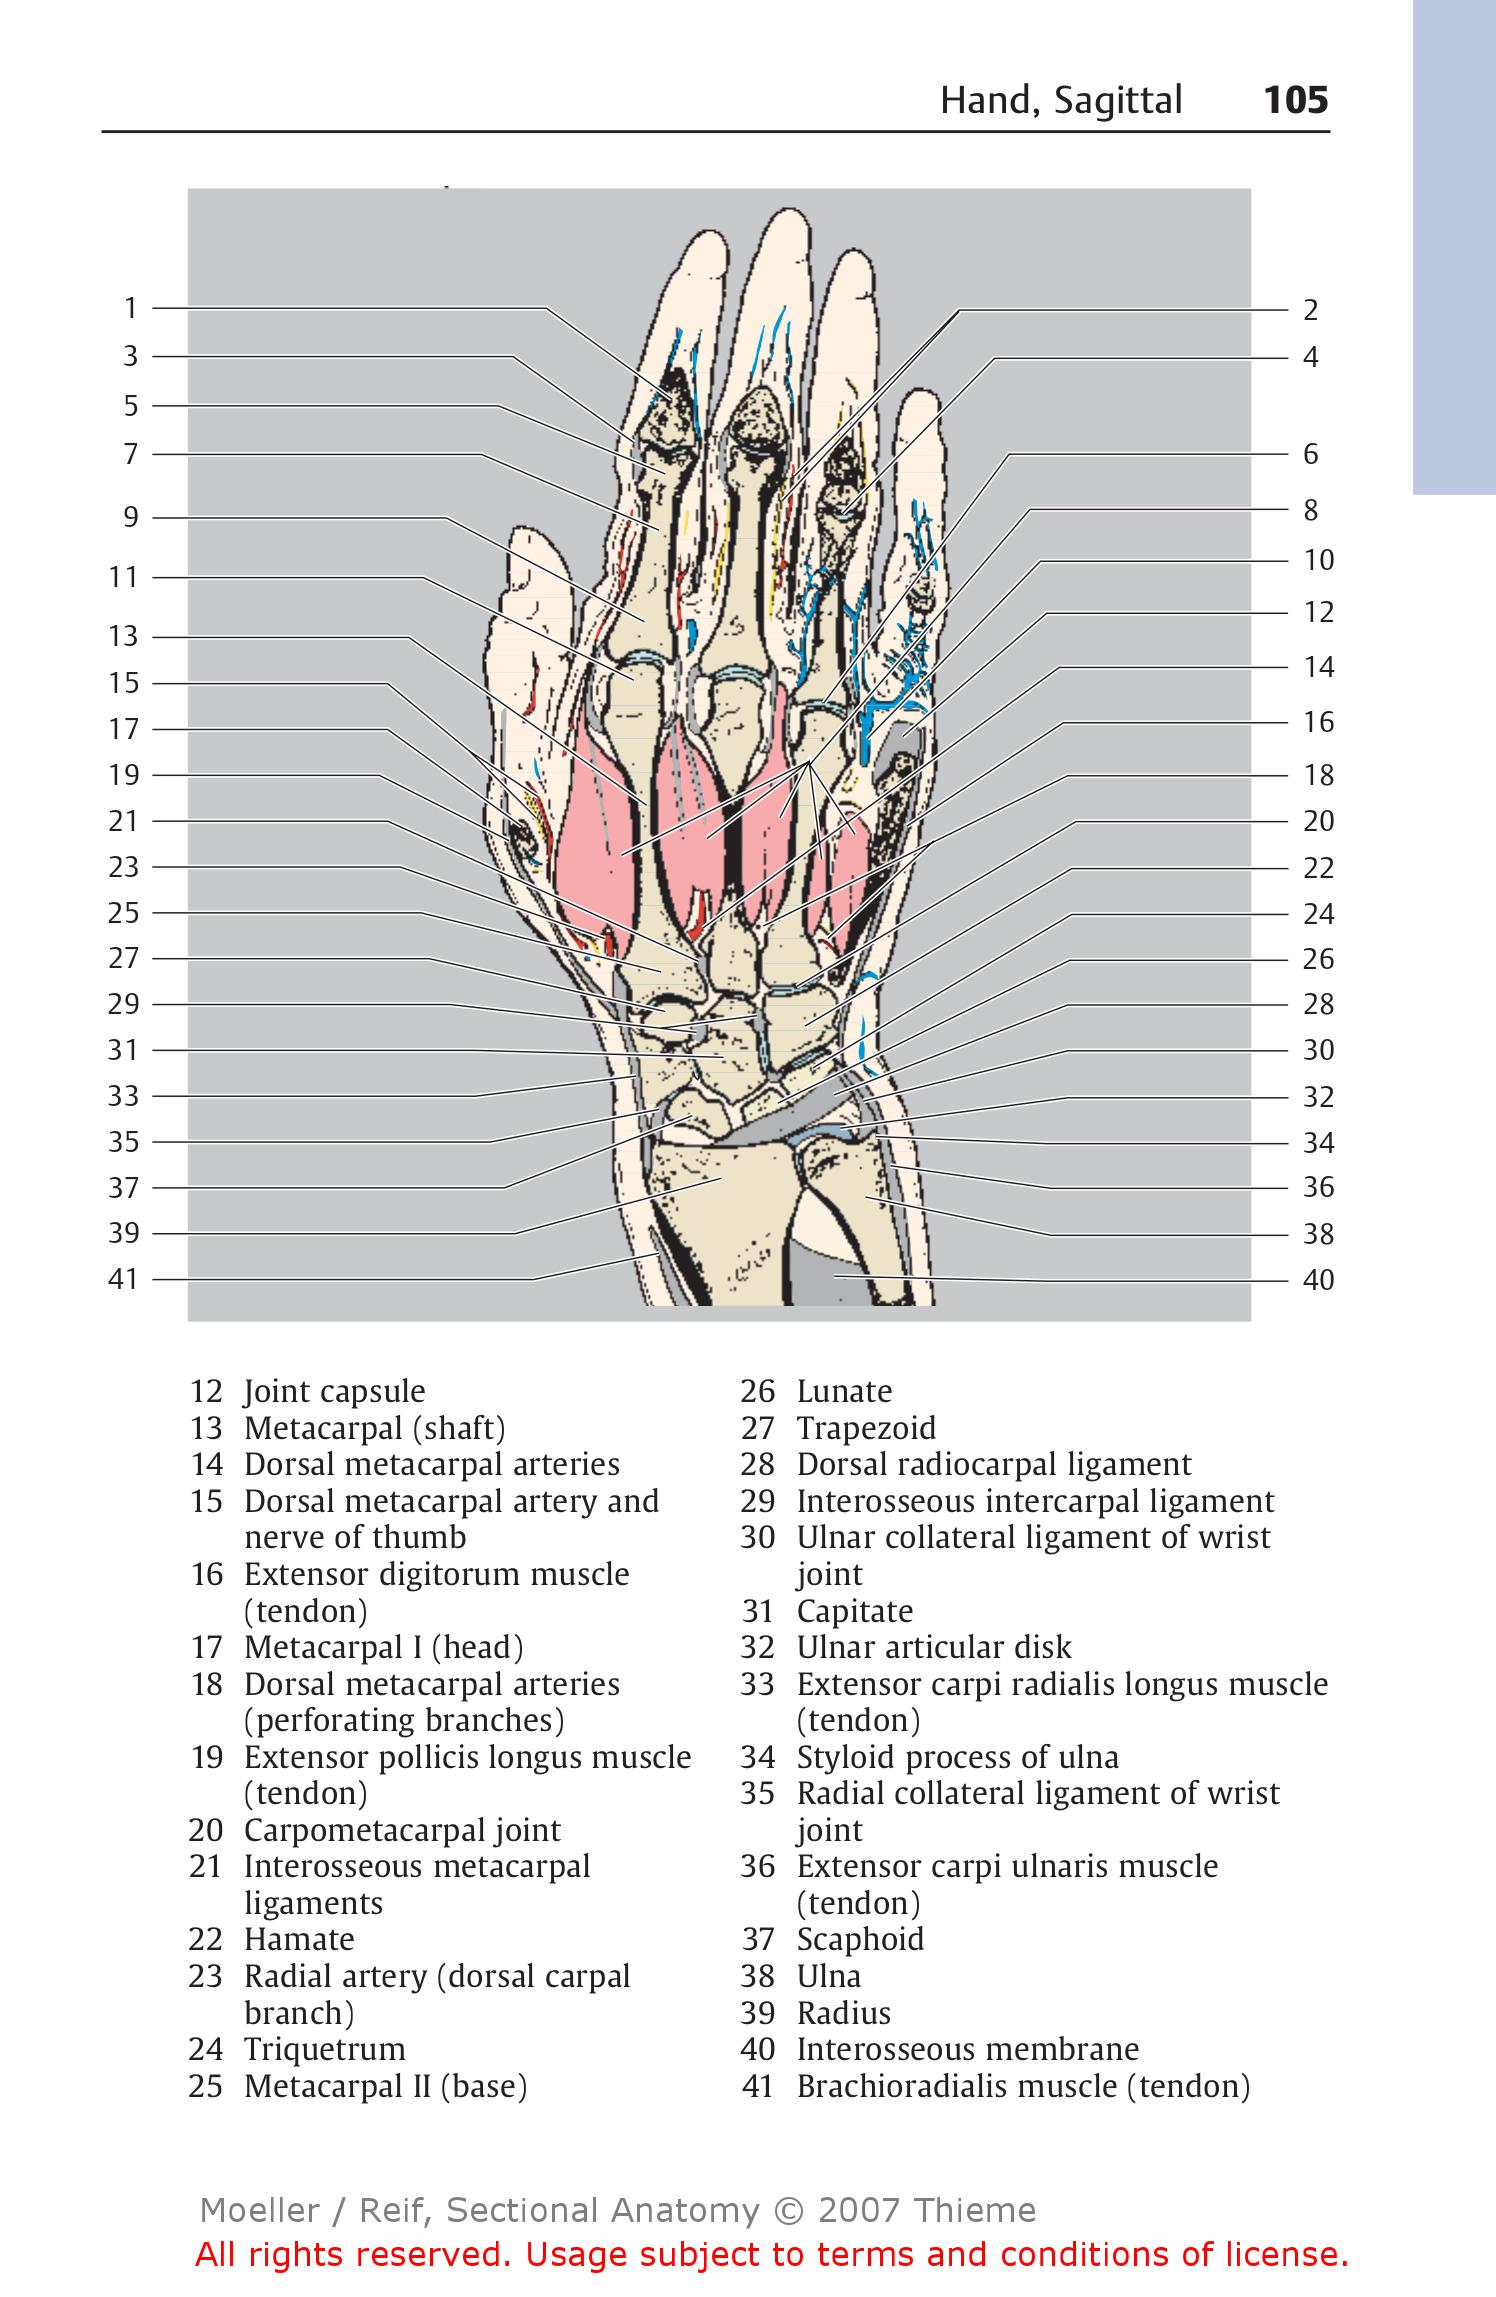 Hand, Sagittal 105
1
3
5
7
9
11
13
15
17
19
21
23
25
27
29
31
33
35
37
39
41
2
4
6
8
10
12
14
16
18
20
22
24
26
28
30
32
34
36
38
40
12 Joint capsule
13 Metacarpal (shaft)
14 Dorsal metacarpal arteries
15 Dorsal metacarpal artery and
nerve of thumb
16 Extensor digitorum muscle
(tendon)
17 Metacarpal I (head)
18 Dorsal metacarpal arteries
(perforating branches)
19 Extensor pollicis longus muscle
(tendon)
20 Carpometacarpal joint
21 Interosseous metacarpal
ligaments
22 Hamate
23 Radial artery (dorsal carpal
branch)
24 Triquetrum
25 Metacarpal II (base)
26 Lunate
27 Trapezoid
28 Dorsal radiocarpal ligament
29 Interosseous intercarpal ligament
30 Ulnar collateral ligament of wrist
joint
31 Capitate
32 Ulnar articular disk
33 Extensor carpi radialis longus muscle
(tendon)
34 Styloid process of ulna
35 Radial collateral ligament of wrist
joint
36 Extensor carpi ulnaris muscle
(tendon)
37 Scaphoid
38 Ulna
39 Radius
40 Interosseous membrane
41 Brachioradialis muscle (tendon)
Moeller / Reif, Sectional Anatomy © 2007 Thieme
All rights reserved. Usage subject to terms and conditions of license.